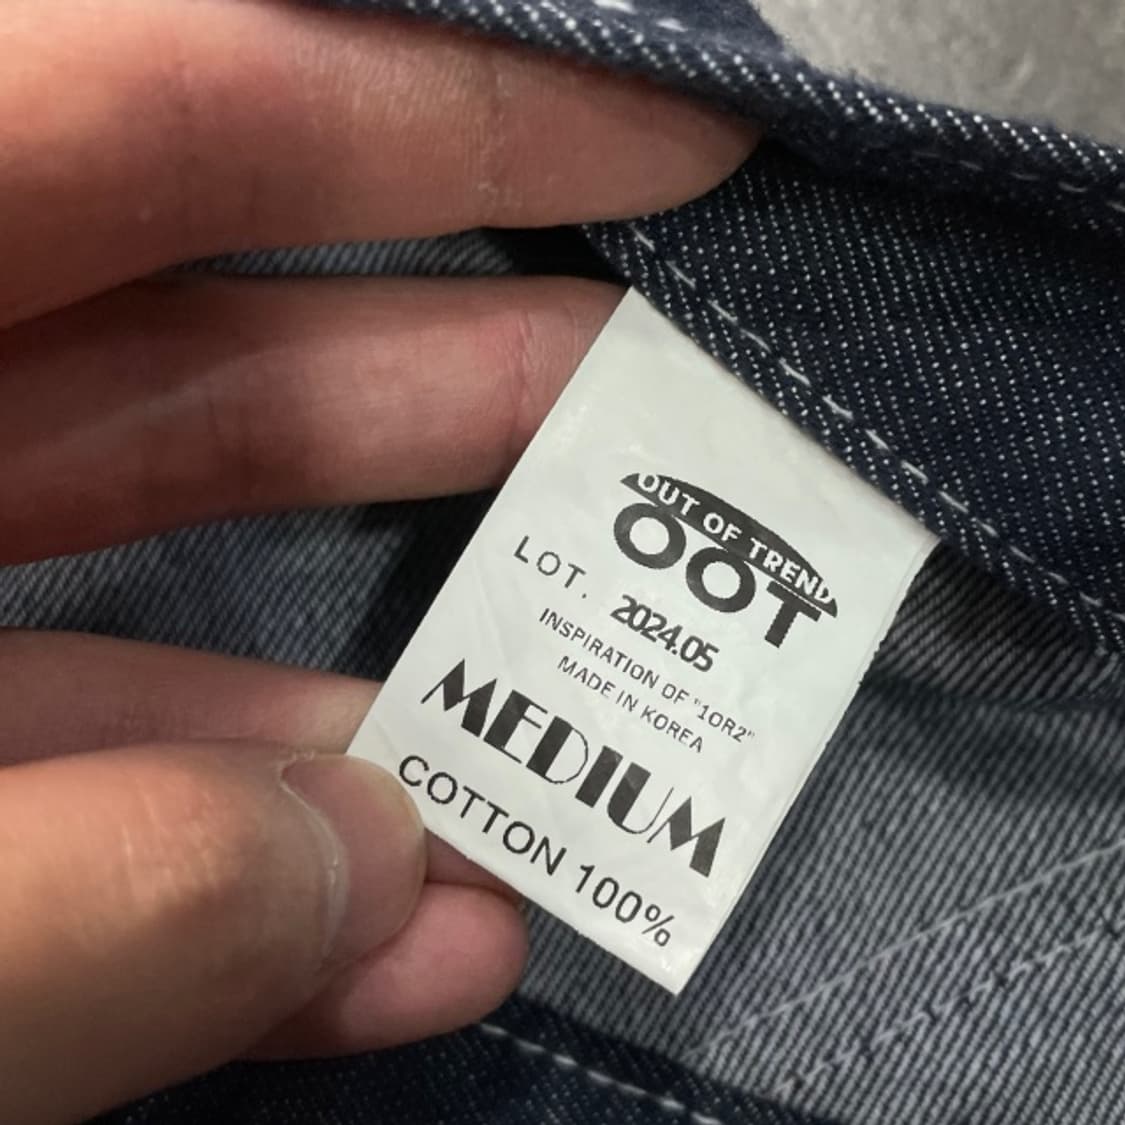 OUT OF TREND
OOT
LOT. 2024.05
INSPIRATION OF "1OR2"
MADE IN KOREA
MEDIUM
COTTON 100%